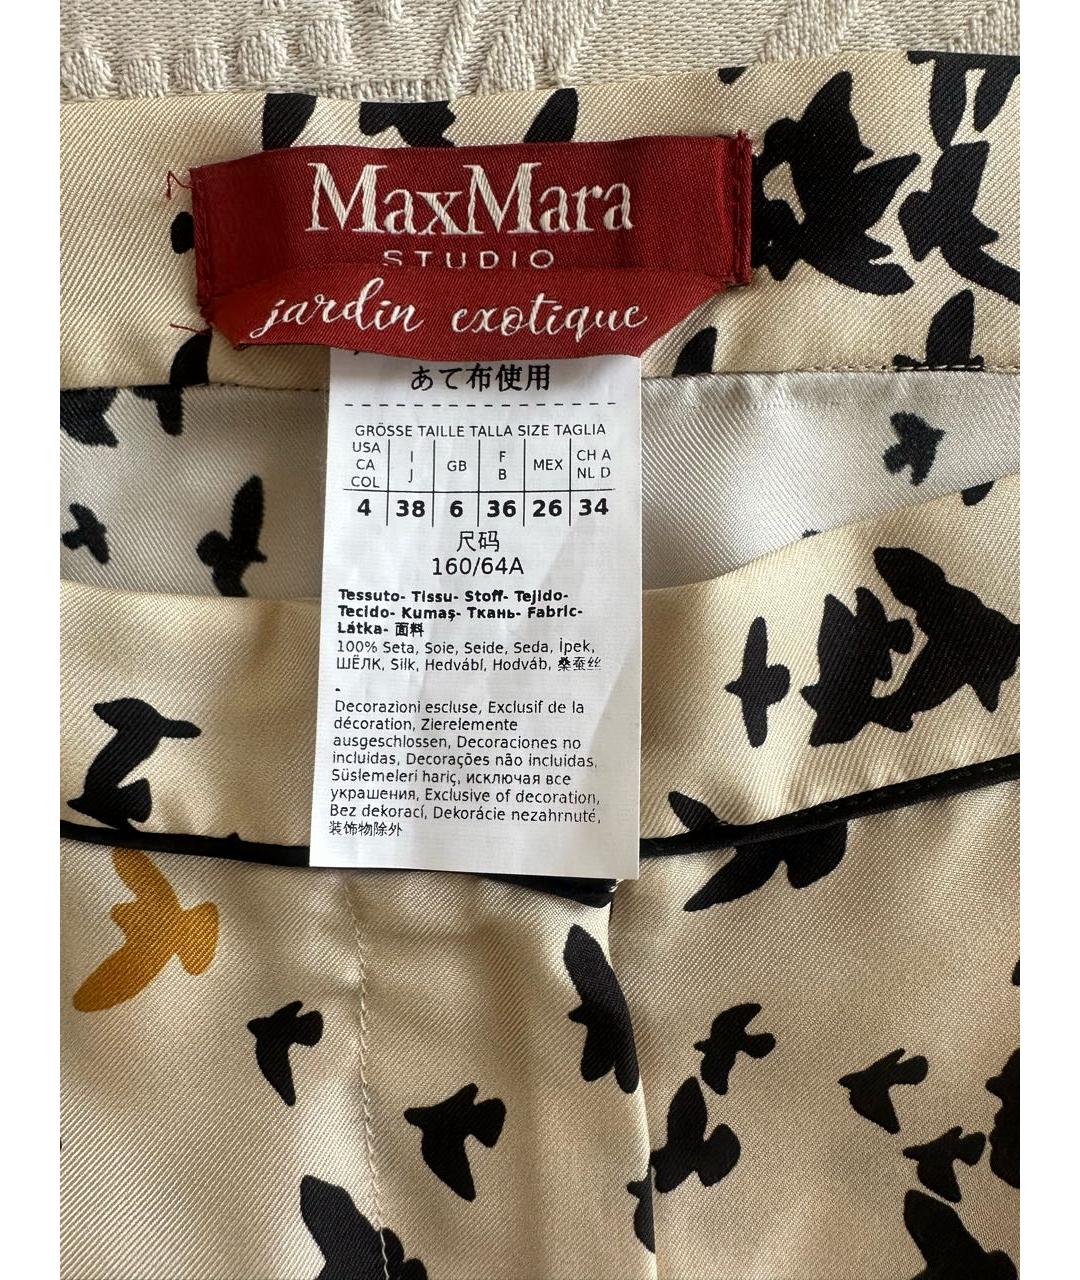 MaxMara
STUDIO
jardin exotique
あて布使用
GRÖSSE TAILLE TALLA SIZE TAGLIA
USA CA COL I J GB F B MEX CH A NL D
4 38 6 36 26 34
尺码
160/64A
Tessuto- Tissu- Stoff- Tejido-
Tecido- Kumaş- Ткань- Fabric-
Látka- 面料
100% Seta, Soie, Seide, Seda, İpek,
ШЁЛК, Silk, Hedvábí, Hodváb, 桑蚕丝
.
Decorazioni escluse, Exclusif de la
décoration, Zierelemente
ausgeschlossen, Decoraciones no
incluidas, Decorações não incluidas,
Süslemeleri hariç, исключая все
украшения, Exclusive of decoration,
Bez dekorací, Dekorácie nezahrnuté,
装饰物除外